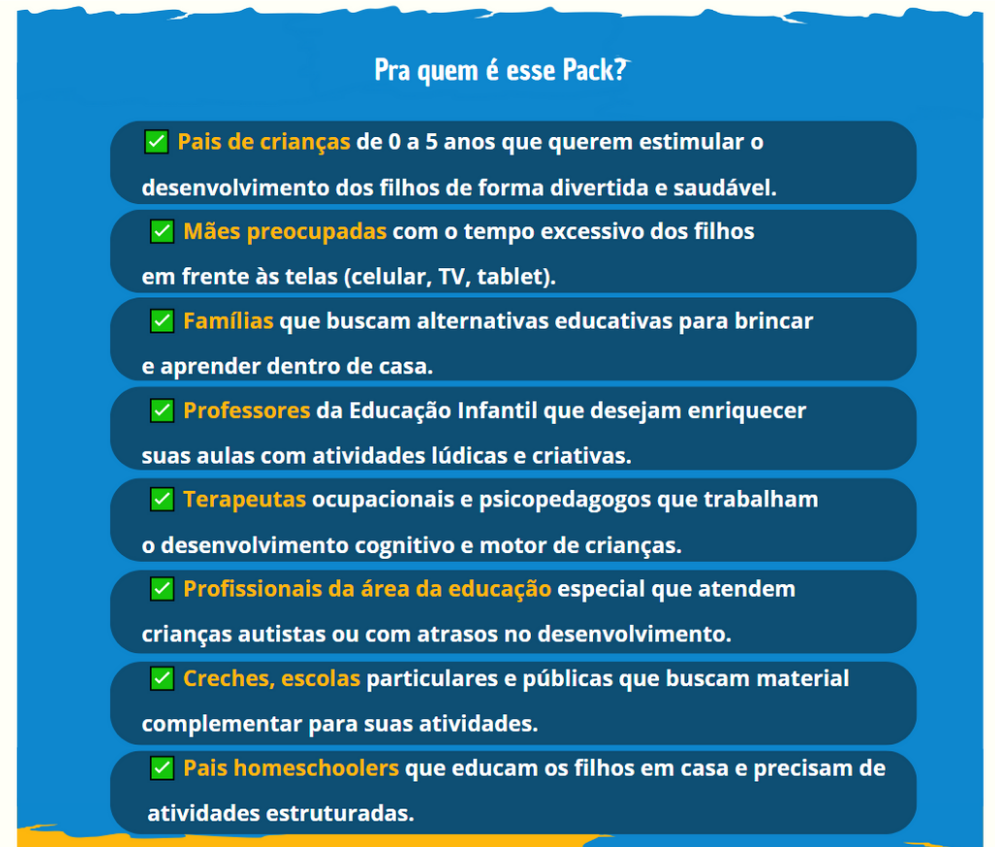 Pra quem é esse Pack?
✅ Pais de crianças de 0 a 5 anos que querem estimular o
desenvolvimento dos filhos de forma divertida e saudável.
✅ Mães preocupadas com o tempo excessivo dos filhos
em frente às telas (celular, TV, tablet).
✅ Famílias que buscam alternativas educativas para brincar
e aprender dentro de casa.
✅ Professores da Educação Infantil que desejam enriquecer
suas aulas com atividades lúdicas e criativas.
✅ Terapeutas ocupacionais e psicopedagogos que trabalham
o desenvolvimento cognitivo e motor de crianças.
✅ Profissionais da área da educação especial que atendem
crianças autistas ou com atrasos no desenvolvimento.
✅ Creches, escolas particulares e públicas que buscam material
complementar para suas atividades.
✅ Pais homeschoolers que educam os filhos em casa e precisam de
atividades estruturadas.